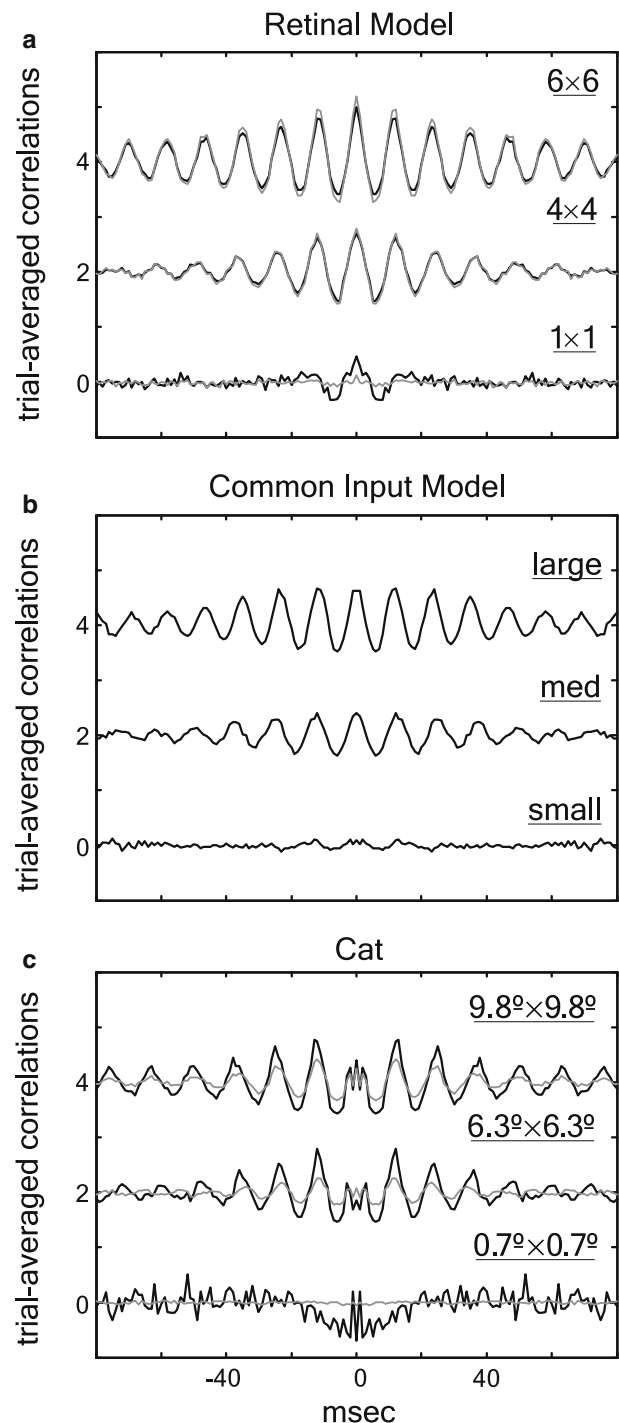 Retinal Model
a
trial-averaged correlations
6×6
4
4×4
2
1×1
0
Common Input Model
b
trial-averaged correlations
large
4
med
2
small
0
Cat
c
trial-averaged correlations
9.8º×9.8º
4
6.3º×6.3º
2
0.7º×0.7º
0
-40 0 40
msec